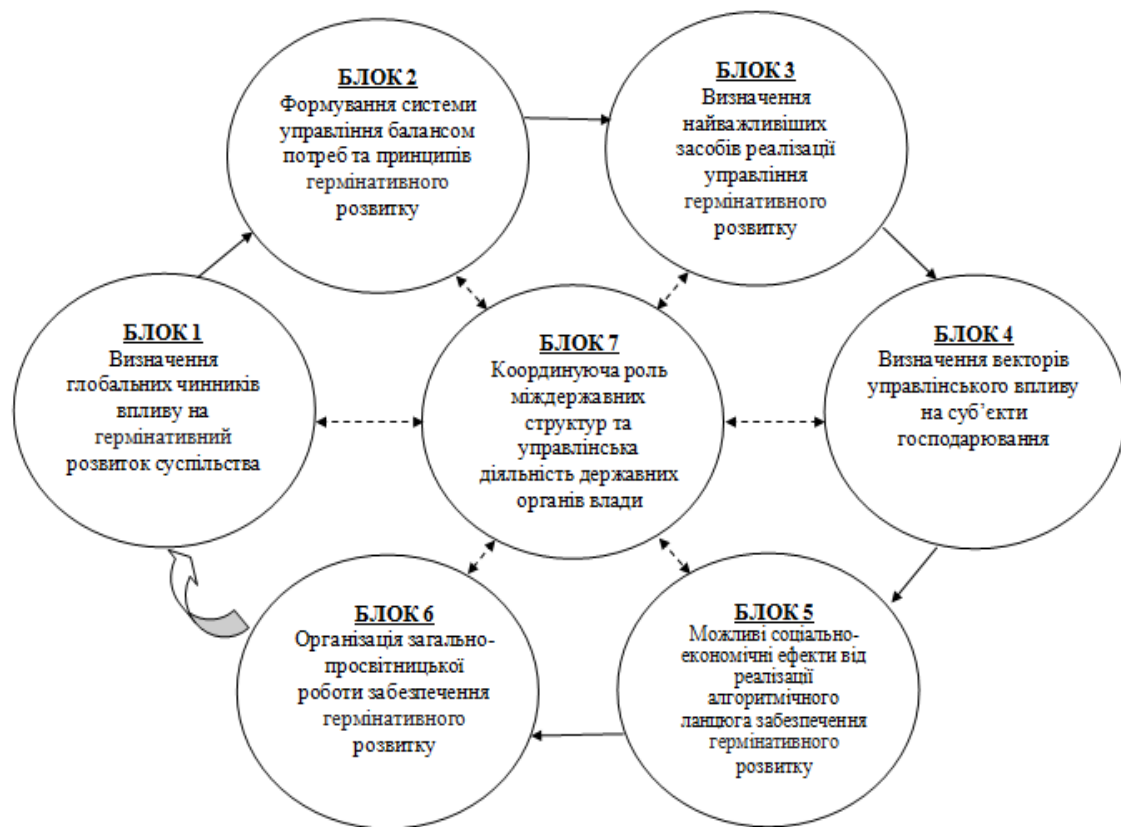 БЛОК 1
Визначення
глобальних чинників
впливу на
гермінативний
розвиток суспільства
БЛОК 2
Формування системи
управління балансом
потреб та принципів
гермінативного
розвитку
БЛОК 3
Визначення
найважливіших
засобів реалізації
управління
гермінативного
розвитку
БЛОК 4
Визначення векторів
управлінського впливу
на суб’єкти
господарювання
БЛОК 5
Можливі соціально-
економічні ефекти від
реалізації
алгоритмічного
ланцюга забезпечення
гермінативного
розвитку
БЛОК 6
Організація загально-
просвітницької
роботи забезпечення
гермінативного
розвитку
БЛОК 7
Координуюча роль
міждержавних
структур та
управлінська
діяльність державних
органів влади